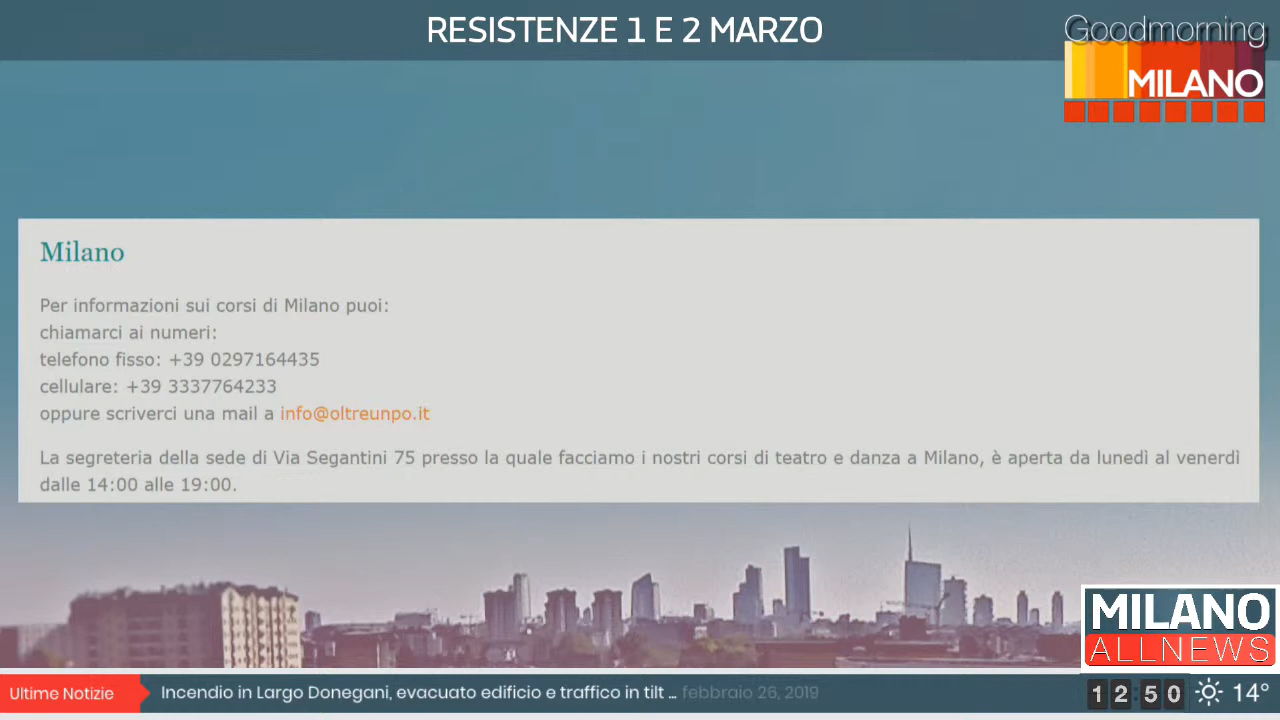 RESISTENZE 1 E 2 MARZO
Goodmorning
MILANO
Milano
Per informazioni sui corsi di Milano puoi:
chiamarci ai numeri:
telefono fisso: +39 0297164435
cellulare: +39 3337764233
oppure scriverci una mail a info@oltreunpo.it
La segreteria della sede di Via Segantini 75 presso la quale facciamo i nostri corsi di teatro e danza a Milano, è aperta da lunedì al venerdì
dalle 14:00 alle 19:00.
MILANO
ALLNEWS
Ultime Notizie
Incendio in Largo Donegani, evacuato edificio e traffico in tilt ... febbraio 26, 2019
12:50
14°